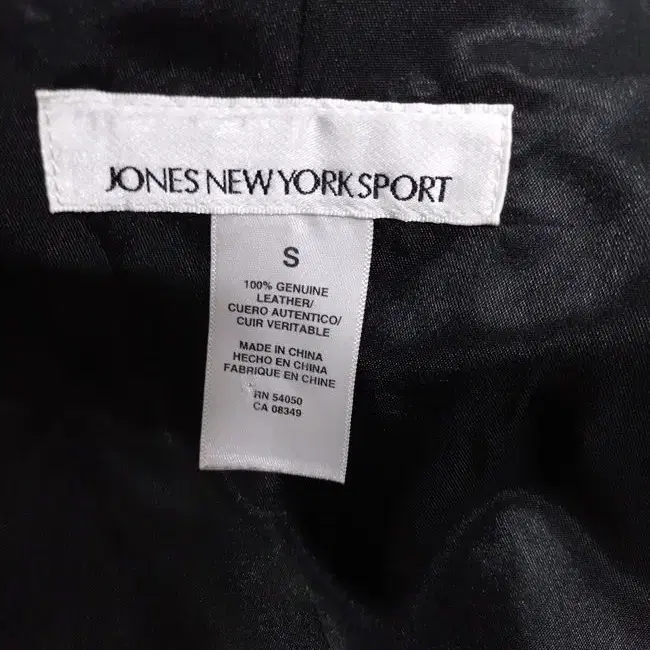 JONES NEW YORK SPORT
S
100% GENUINE
LEATHER/
CUERO AUTENTICO/
CUIR VERITABLE
MADE IN CHINA
HECHO EN CHINA
FABRIQUE EN CHINE
RN 54050
CA 08349